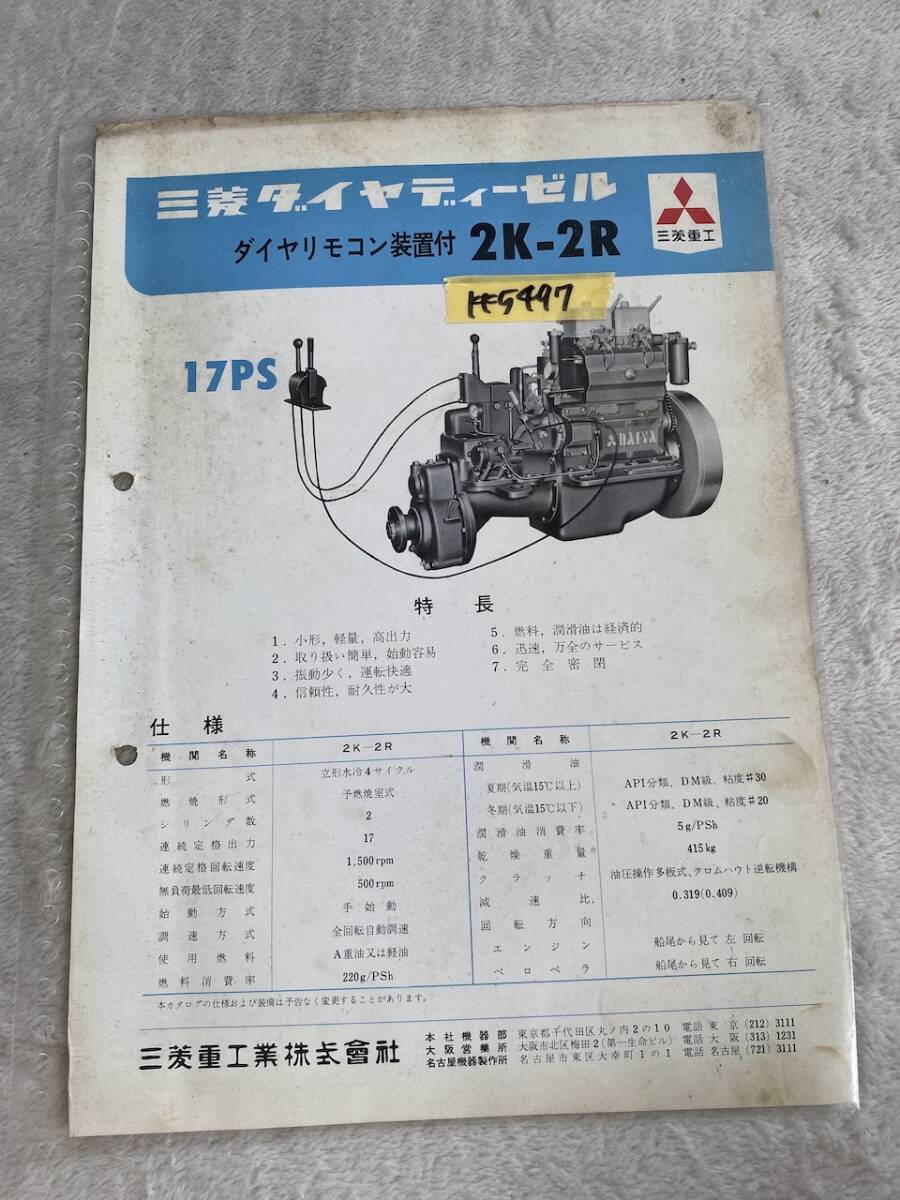 三菱ダイヤディーゼル
ダイヤリモコン装置付 2K-2R
三菱重工
KE5497
17PS
DAIYA
特長
1. 小形,軽量,高出力
2. 取り扱い簡単,始動容易
3. 振動少く,運転快適
4. 信頼性,耐久性が大
5. 燃料,潤滑油は経済的
6. 迅速,万全のサービス
7. 完全密閉
仕様
機関名称 2K-2R
形式 立形水冷4サイクル
燃焼形式 予燃焼室式
シリンダ数 2
連続定格出力 17
連続定格回転速度 1,500rpm
無負荷最低回転速度 500rpm
始動方式 手始動
調速方式 全回転自動調速
使用燃料 A重油又は軽油
燃料消費率 220g/PSh
機関名称 2K-2R
潤滑油
夏期(気温15℃以上) API分類、DM級、粘度#30
冬期(気温15℃以下) API分類、DM級、粘度#20
潤滑油消費率 5g/PSh
乾燥重量 415kg
クラッチ 油圧操作多板式、クロムハウト逆転機構
減速比 0.319(0.409)
回転方向
エンジン 船尾から見て 左 回転
ペロペラ 船尾から見て 右 回転
本カタログの仕様および装備は予告なく変更することがあります。
三菱重工業株式會社
本社機器部 東京都千代田区丸ノ内2の10 電話 東京 (212) 3111
大阪営業所 大阪市北区梅田2(第一生命ビル) 電話 大阪 (313) 1231
名古屋機器製作所 名古屋市東区大幸町1の1 電話 名古屋 (721) 3111